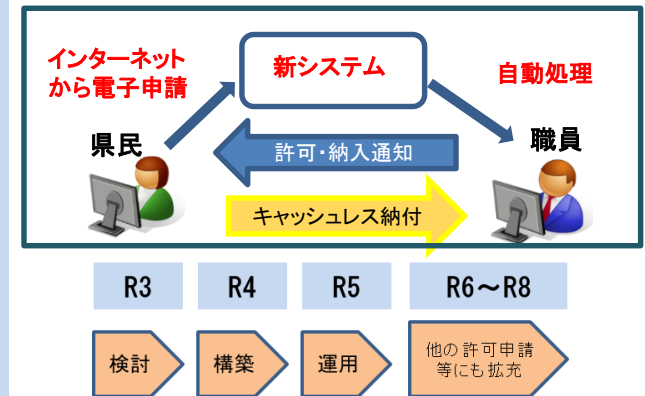 インターネット
から電子申請
新システム
自動処理
県民
職員
許可・納入通知
キャッシュレス納付
R3
R4
R5
R6～R8
検討
構築
運用
他の許可申請
等にも拡充